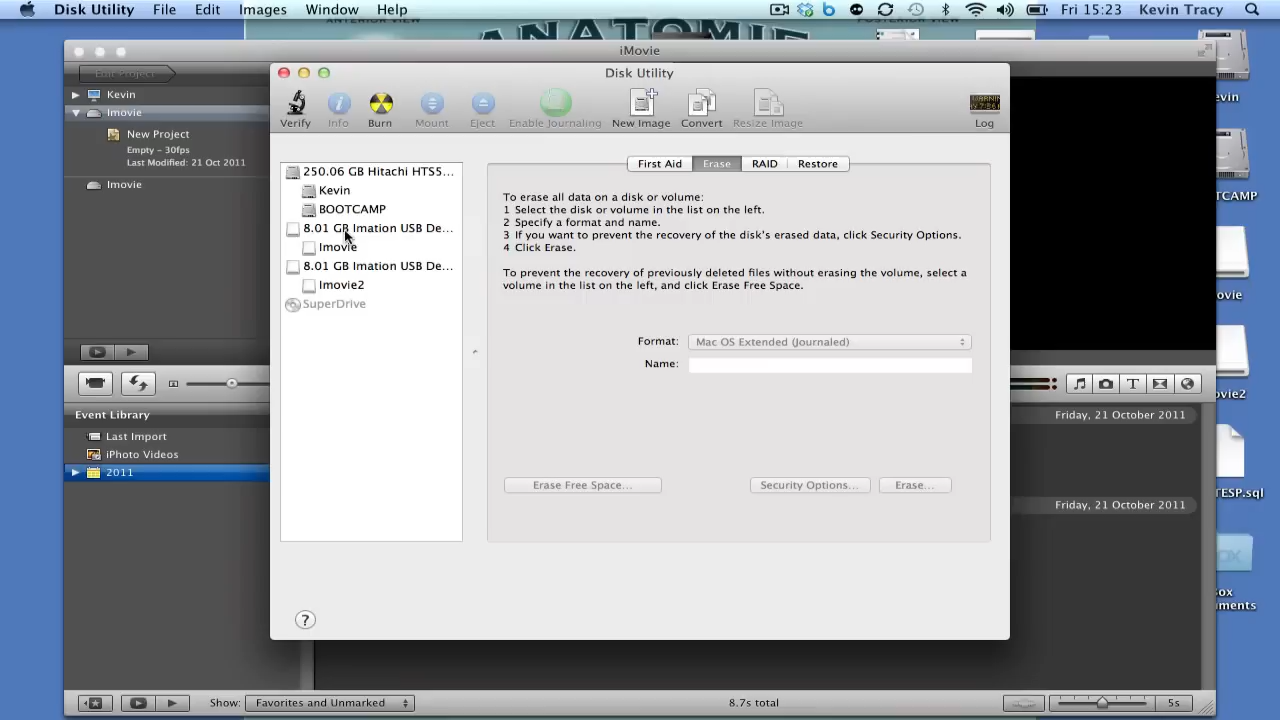 Disk Utility File Edit Images Window Help Fri 15:23 Kevin Tracy
ANATOMIE
iMovie
Edit Project
Kevin
Imovie
New Project
Empty - 30fps
Last Modified: 21 Oct 2011
Imovie
Disk Utility
Verify Info Burn Mount Eject Enable Journaling New Image Convert Resize Image Log
250.06 GB Hitachi HTS5...
Kevin
BOOTCAMP
8.01 GB Imation USB De...
Imovie
8.01 GB Imation USB De...
Imovie2
SuperDrive
First Aid Erase RAID Restore
To erase all data on a disk or volume:
1 Select the disk or volume in the list on the left.
2 Specify a format and name.
3 If you want to prevent the recovery of the disk's erased data, click Security Options.
4 Click Erase.
To prevent the recovery of previously deleted files without erasing the volume, select a
volume in the list on the left, and click Erase Free Space.
Format: Mac OS Extended (Journaled)
Name:
Erase Free Space... Security Options... Erase...
?
Event Library
Last Import
iPhoto Videos
2011
Friday, 21 October 2011
Friday, 21 October 2011
Show: Favorites and Unmarked 8.7s total 5s
evin
TCAMP
ovie
ovie2
TESP.sql
ox
uments